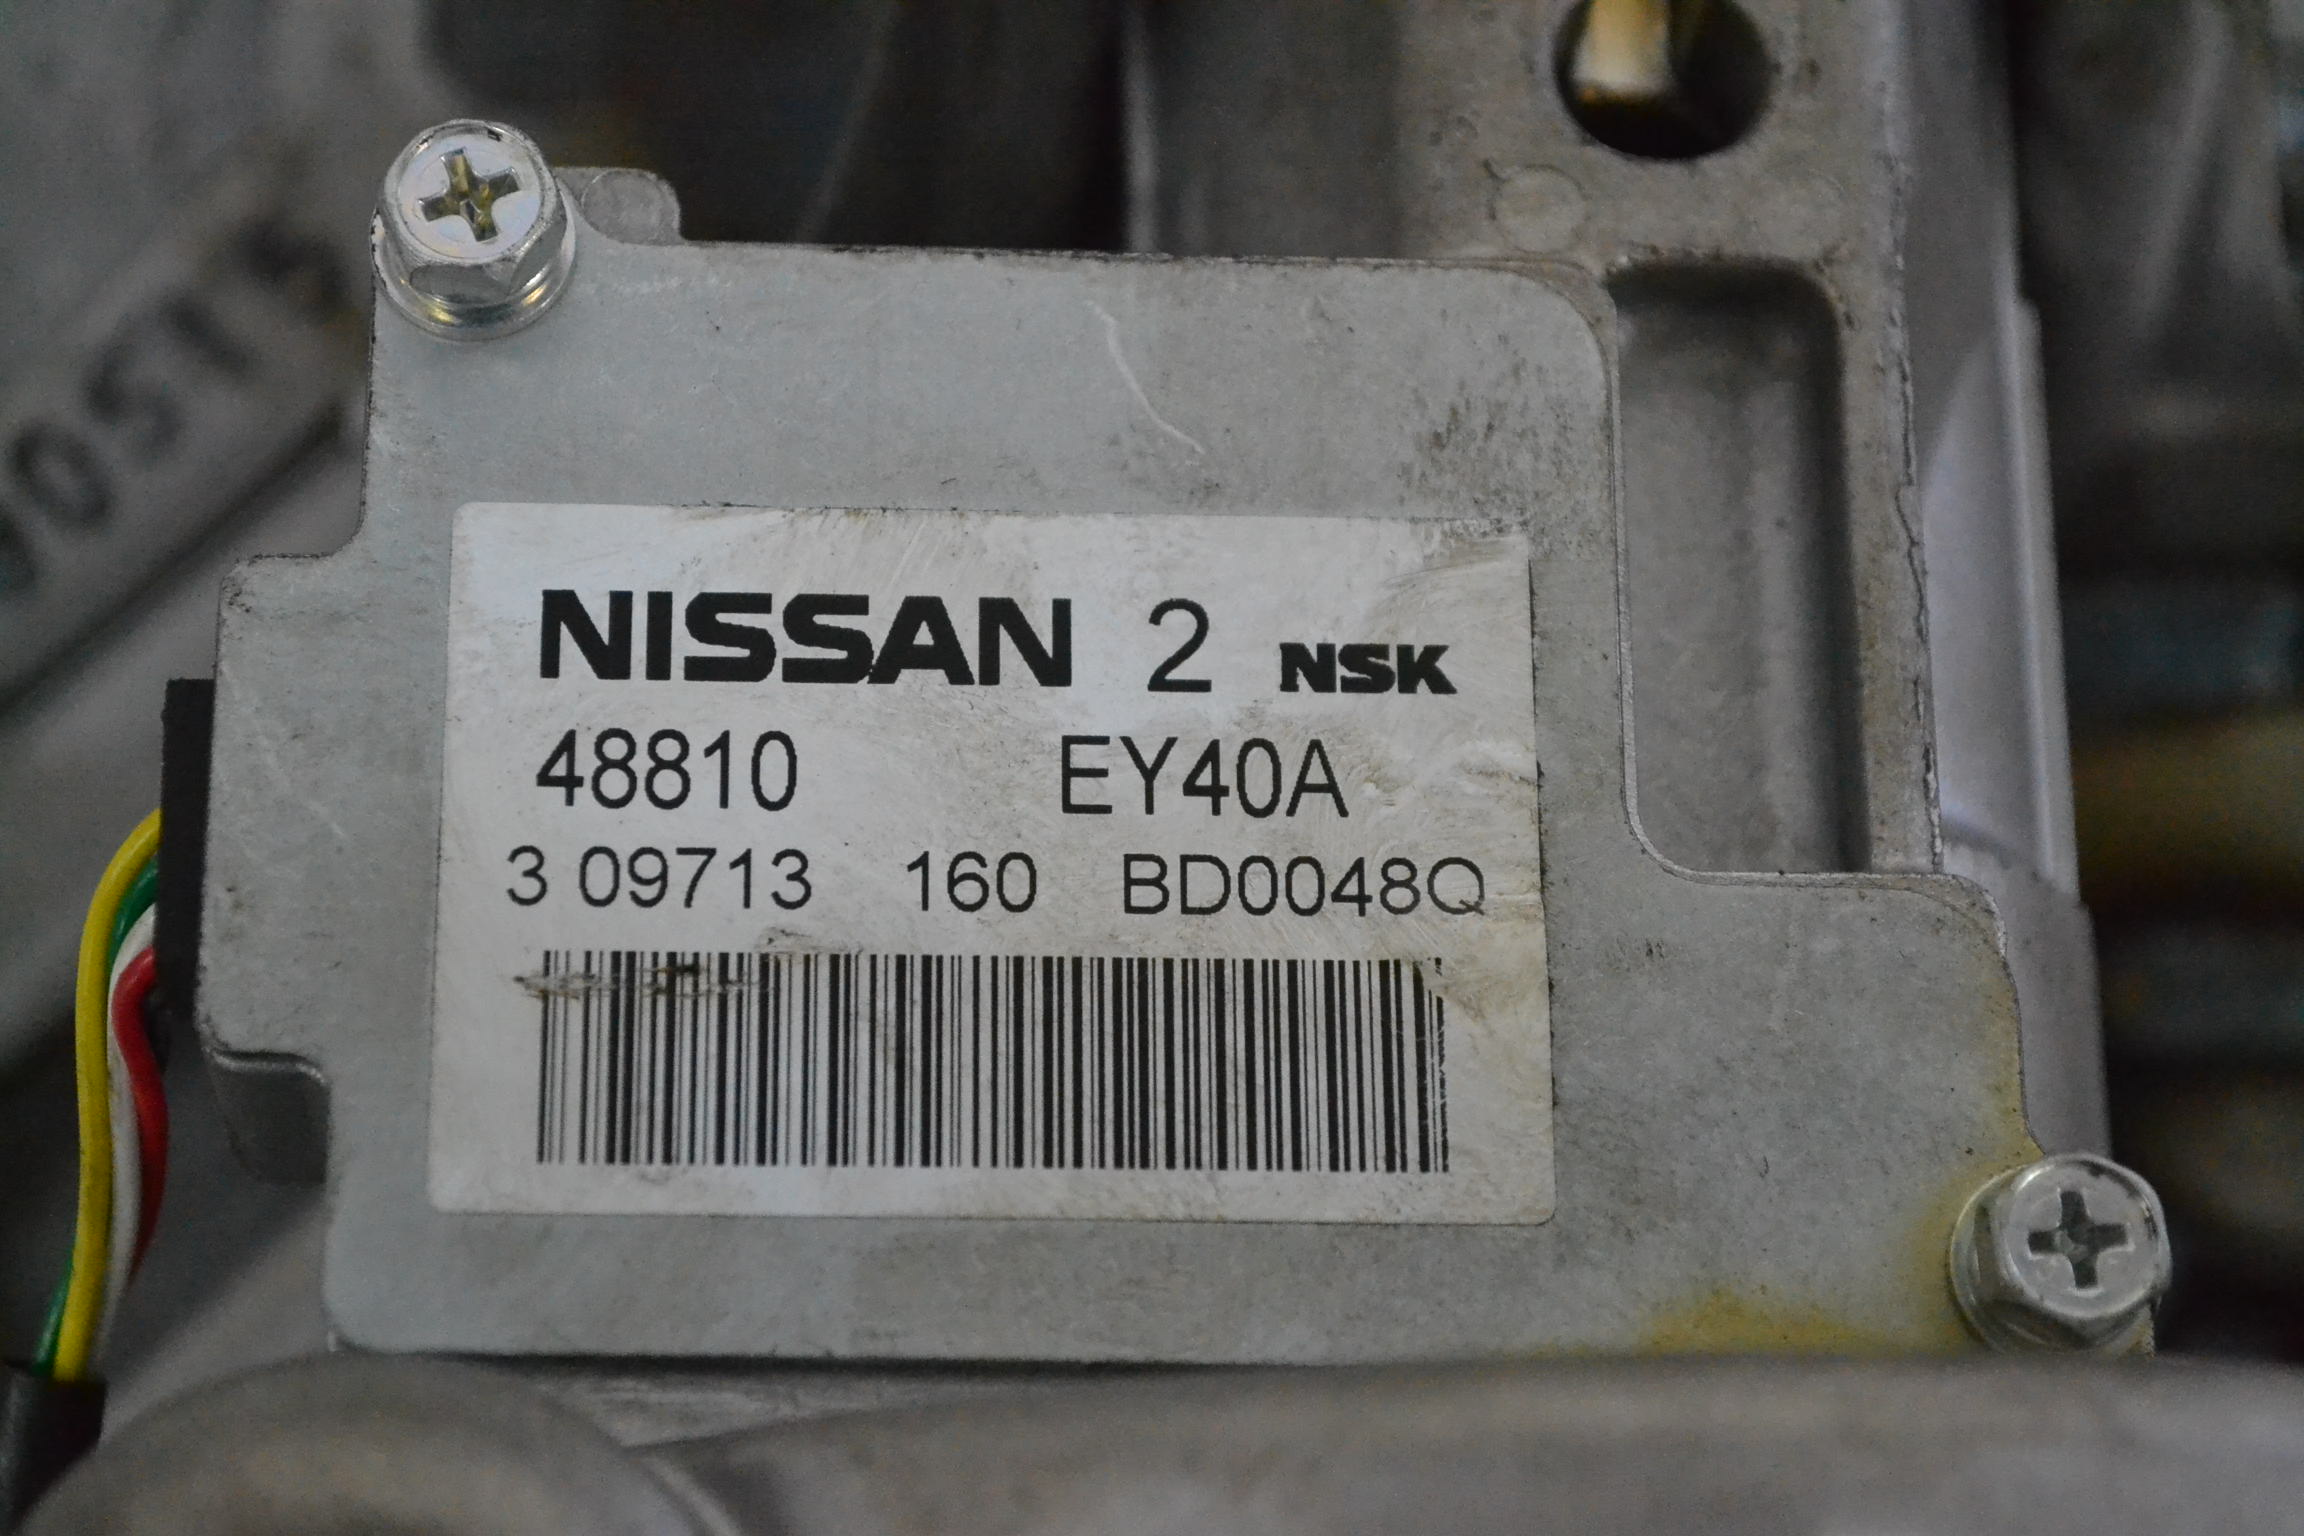 NISSAN 2 NSK
48810 EY40A
3 09713 160 BD0048Q